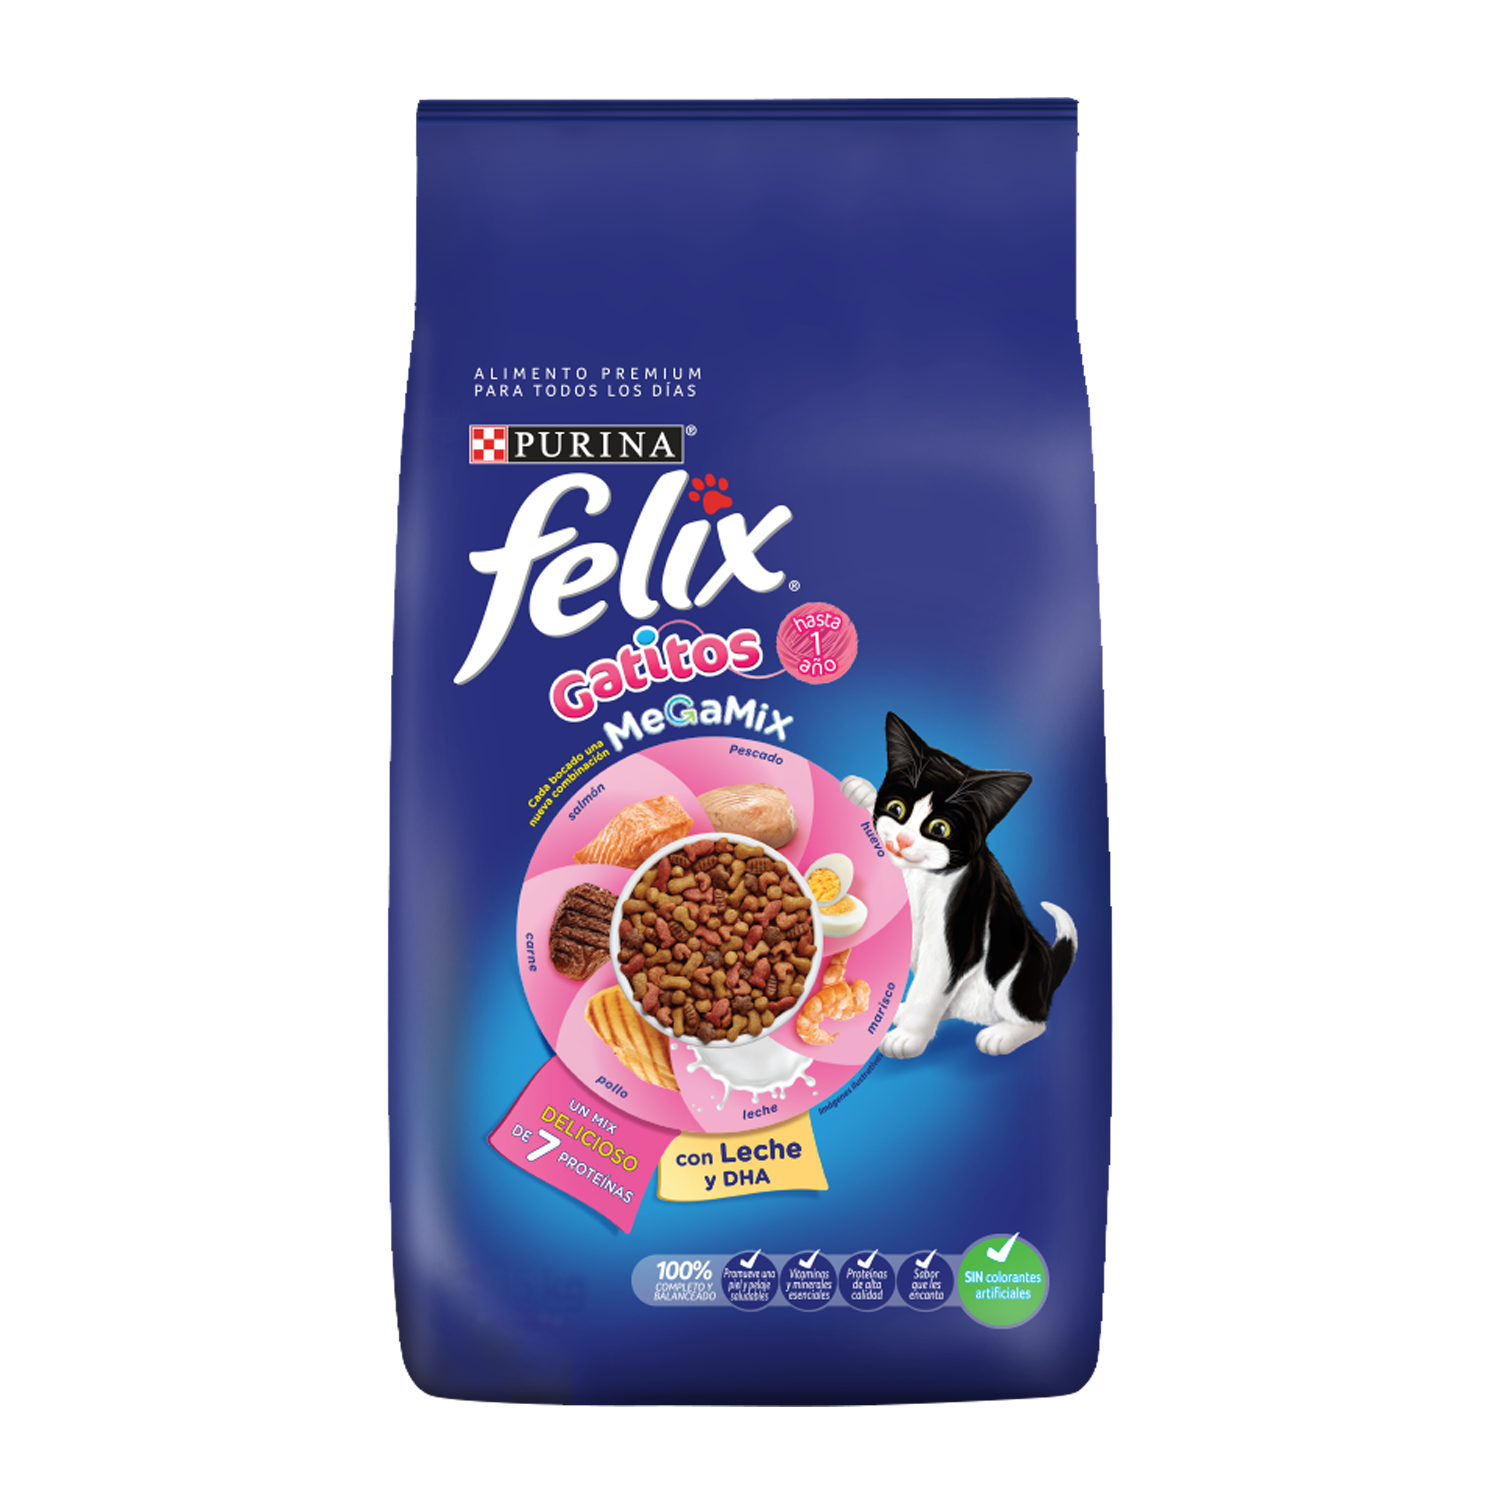 ALIMENTO PREMIUM
PARA TODOS LOS DÍAS
PURINA®
felix®
Gatitos
hasta
1
año
MeGaMix
Cada bocado una
nueva combinación
salmón
Pescado
huevo
carne
marisco
pollo
leche
Imágenes ilustrativas
UN MIX
DELICIOSO
DE 7 PROTEÍNAS
con Leche
y DHA
100%
COMPLETO Y
BALANCEADO
Promueve una
piel y pelaje
saludables
Vitaminas
y minerales
esenciales
Proteínas
de alta
calidad
Sabor
que les
encanta
SIN colorantes
artificiales